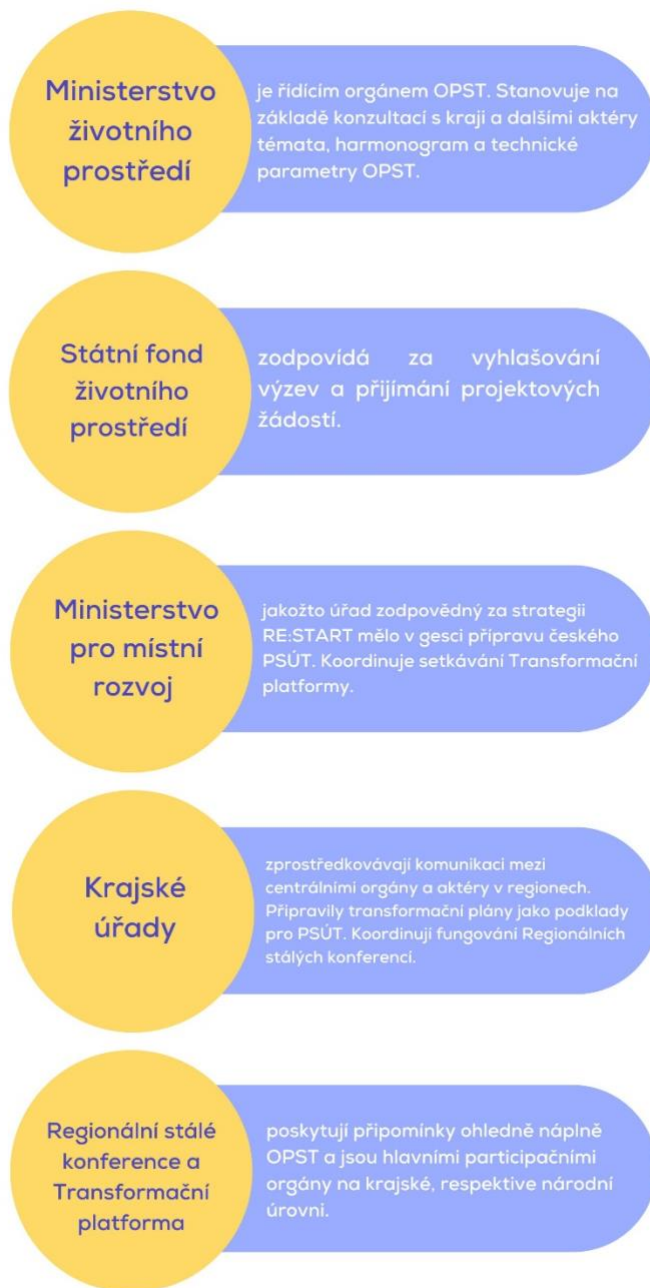 Ministerstvo
životního
prostředí
je řídícím orgánem OPST. Stanovuje na
základě konzultací s kraji a dalšími aktéry
témata, harmonogram a technické
parametry OPST.
Státní fond
životního
prostředí
zodpovídá za vyhlašování
výzev a přijímání projektových
žádostí.
Ministerstvo
pro místní
rozvoj
jakožto úřad zodpovědný za strategii
RE:START mělo v gesci přípravu českého
PSÚT. Koordinuje setkávání Transformační
platformy.
Krajské
úřady
zprostředkovávají komunikaci mezi
centrálními orgány a aktéry v regionech.
Připravily transformační plány jako podklady
pro PSÚT. Koordinují fungování Regionálních
stálých konferencí.
Regionální stálé
konference a
Transformační
platforma
poskytují připomínky ohledně náplně
OPST a jsou hlavními participačními
orgány na krajské, respektive národní
úrovni.